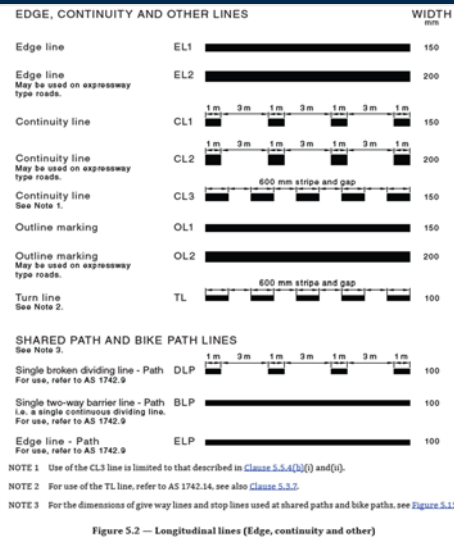 EDGE, CONTINUITY AND OTHER LINES WIDTH
mm
Edge line EL1 150
Edge line EL2 200
May be used on expressway
type roads.
1 m 3 m 1 m 3 m 1 m 3 m 1 m
Continuity line CL1 150
1 m 3 m 1 m 3 m 1 m 3 m 1 m
Continuity line CL2 200
May be used on expressway
type roads.
600 mm stripe and gap
Continuity line CL3 150
See Note 1.
Outline marking OL1 150
Outline marking OL2 200
May be used on expressway
type roads.
600 mm stripe and gap
Turn line TL 100
See Note 2.
SHARED PATH AND BIKE PATH LINES
See Note 3.
1 m 3 m 1 m 3 m 1 m 3 m 1 m
Single broken dividing line - Path DLP 100
For use, refer to AS 1742.9
Single two-way barrier line - Path BLP 100
i.e. a single continuous dividing line.
For use, refer to AS 1742.9
Edge line - Path ELP 100
For use, refer to AS 1742.9
NOTE 1 Use of the CL3 line is limited to that described in Clause 5.5.4(b)(i) and(ii).
NOTE 2 For use of the TL line, refer to AS 1742.14, see also Clause 5.3.7.
NOTE 3 For the dimensions of give way lines and stop lines used at shared paths and bike paths, see Figure
Figure 5.2 — Longitudinal lines (Edge, continuity and other)